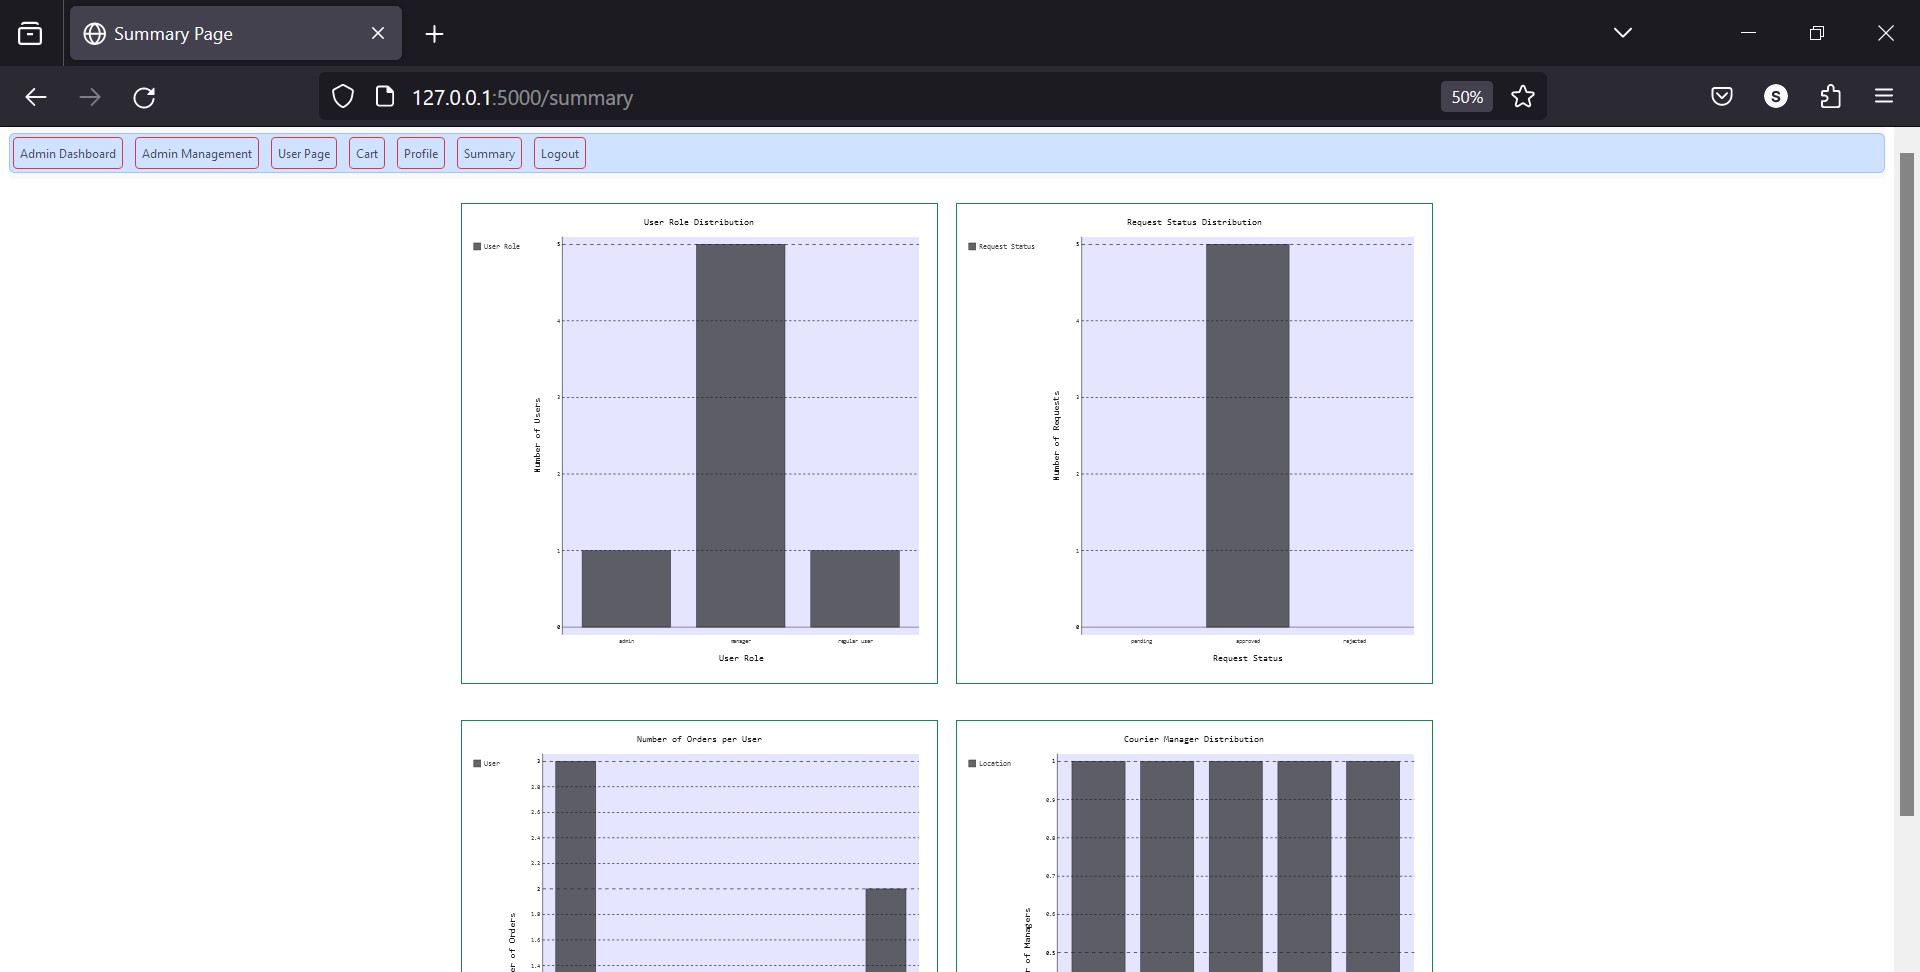 Summary Page
127.0.0.1:5000/summary
50%
S
Admin Dashboard
Admin Management
User Page
Cart
Profile
Summary
Logout
User Role Distribution
User Role
5
4
3
2
1
0
Number of Users
admin
manager
regular user
User Role
Request Status Distribution
Request Status
5
4
3
2
1
0
Number of Requests
pending
approved
rejected
Request Status
Number of Orders per User
User
3
2.8
2.6
2.4
2.2
2
1.8
1.6
1.4
er of Orders
Courier Manager Distribution
Location
1
0.9
0.8
0.7
0.6
0.5
r of Managers